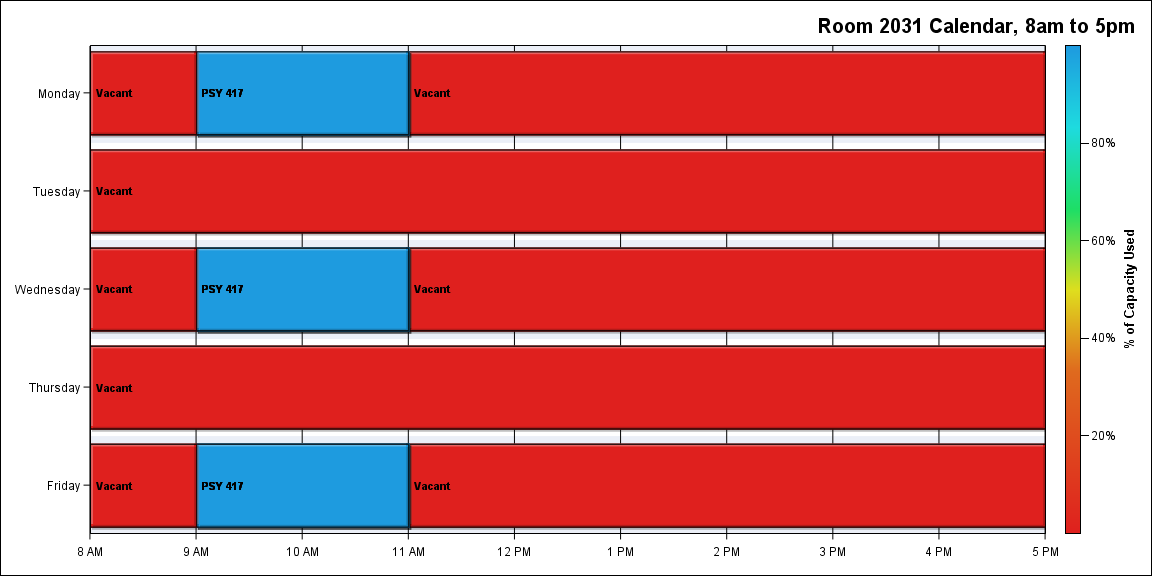 Room 2031 Calendar, 8am to 5pm
Monday Vacant PSY 417 Vacant
80%
Tuesday Vacant
60%
Wednesday Vacant PSY 417 Vacant
% of Capacity Used
40%
Thursday Vacant
20%
Friday Vacant PSY 417 Vacant
8 AM 9 AM 10 AM 11 AM 12 PM 1 PM 2 PM 3 PM 4 PM 5 PM